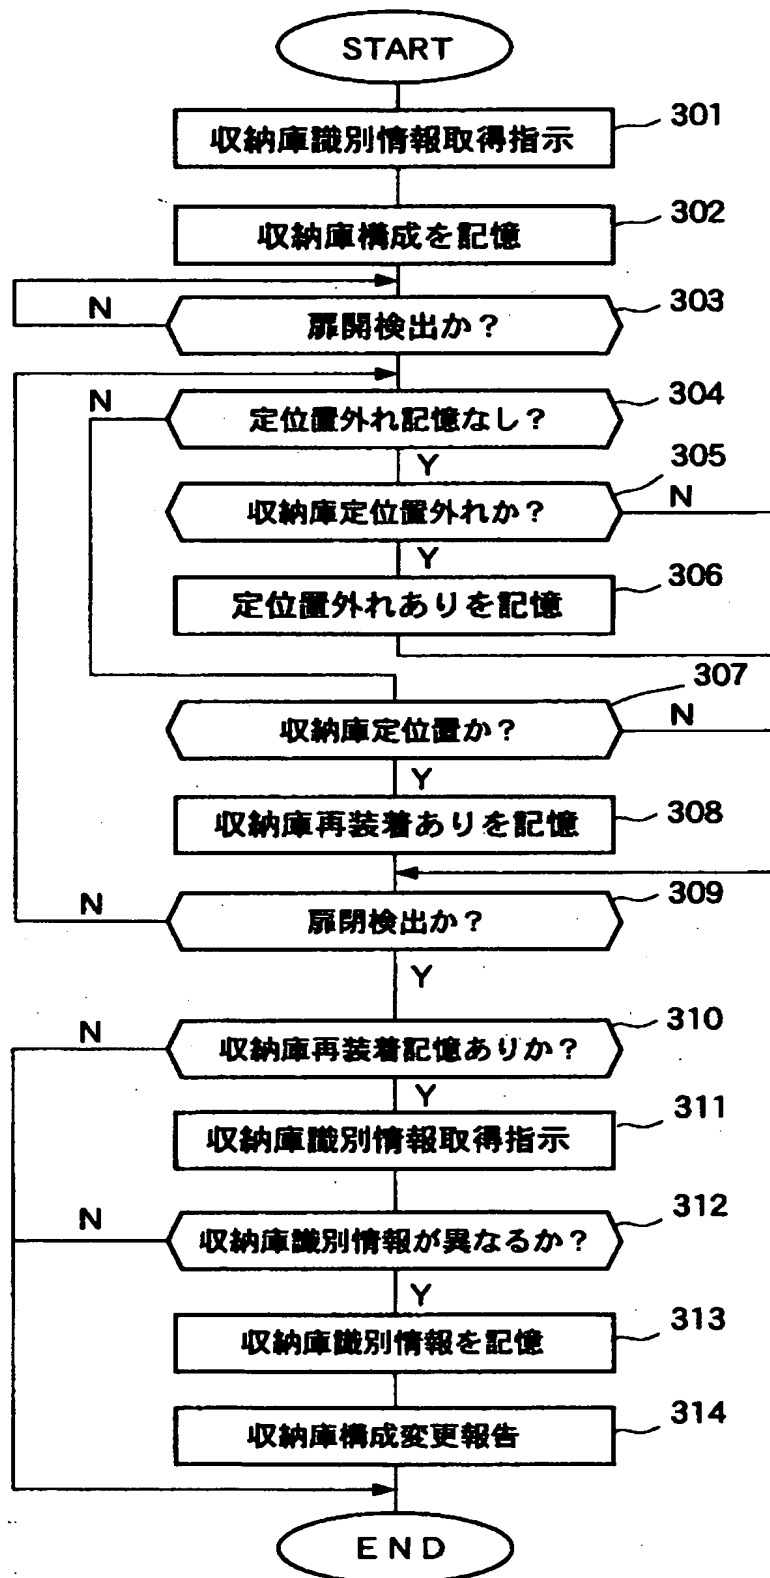 START
収納庫識別情報取得指示
301
収納庫構成を記憶
302
扉開検出か?
303
N
定位置外れ記憶なし?
304
N
Y
収納庫定位置外れか?
305
N
Y
定位置外れありを記憶
306
収納庫定位置か?
307
N
Y
収納庫再装着ありを記憶
308
扉閉検出か?
309
N
Y
収納庫再装着記憶ありか?
310
N
Y
収納庫識別情報取得指示
311
収納庫識別情報が異なるか?
312
N
Y
収納庫識別情報を記憶
313
収納庫構成変更報告
314
END